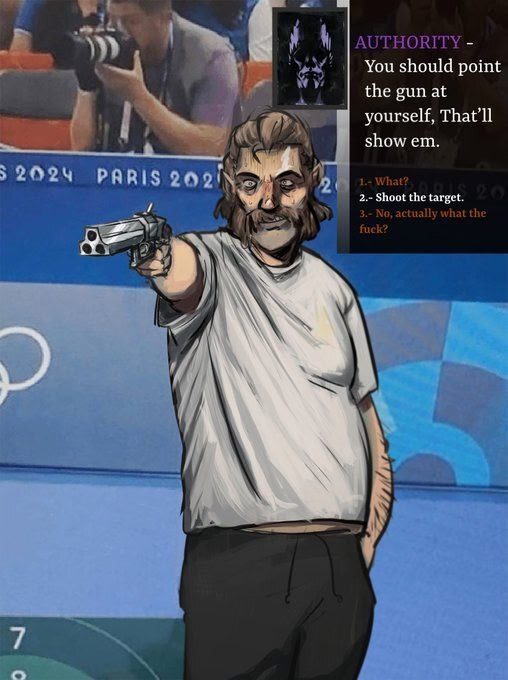 AUTHORITY -
You should point
the gun at
yourself, That'll
show em.
1.- What?
2.- Shoot the target.
3.- No, actually what the
fuck?
S 2024 PARIS 202
20
7